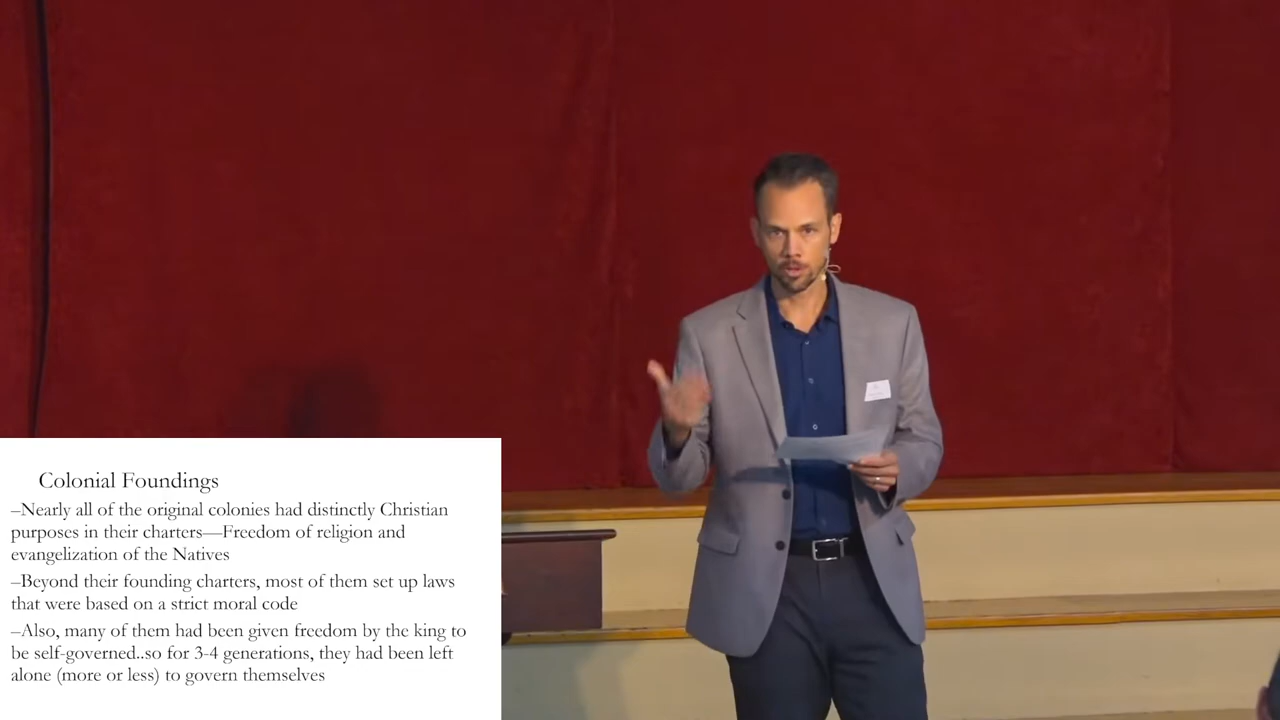 Colonial Foundings
–Nearly all of the original colonies had distinctly Christian
purposes in their charters—Freedom of religion and
evangelization of the Natives
–Beyond their founding charters, most of them set up laws
that were based on a strict moral code
–Also, many of them had been given freedom by the king to
be self-governed..so for 3-4 generations, they had been left
alone (more or less) to govern themselves